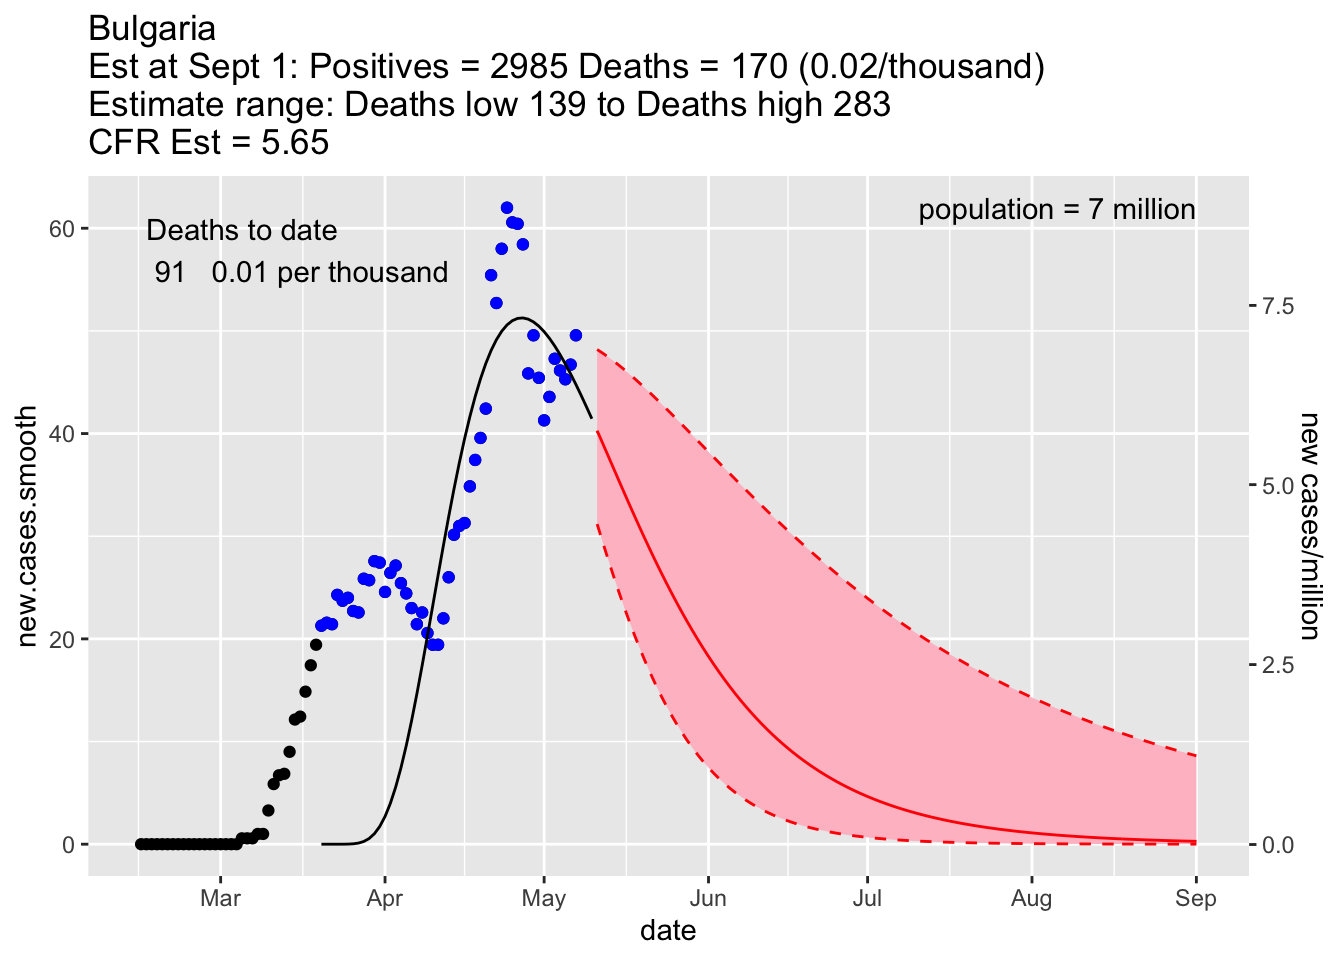 Bulgaria
Est at Sept 1: Positives = 2985 Deaths = 170 (0.02/thousand)
Estimate range: Deaths low 139 to Deaths high 283
CFR Est = 5.65
population = 7 million
Deaths to date
91 0.01 per thousand
60
40
20
0
new.cases.smooth
7.5
5.0
2.5
0.0
new cases/million
Mar Apr May Jun Jul Aug Sep
date